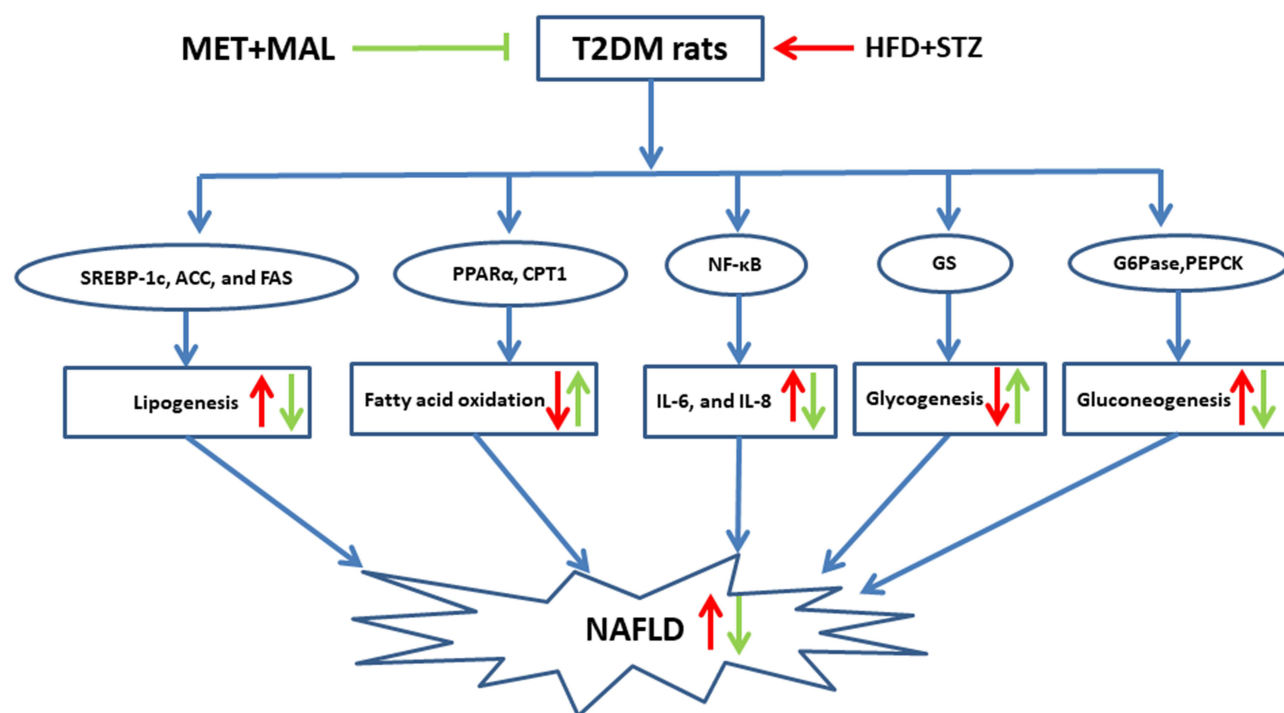 MET+MAL
T2DM rats
HFD+STZ
SREBP-1c, ACC, and FAS
PPARα, CPT1
NF-κB
GS
G6Pase,PEPCK
Lipogenesis
Fatty acid oxidation
IL-6, and IL-8
Glycogenesis
Gluconeogenesis
NAFLD